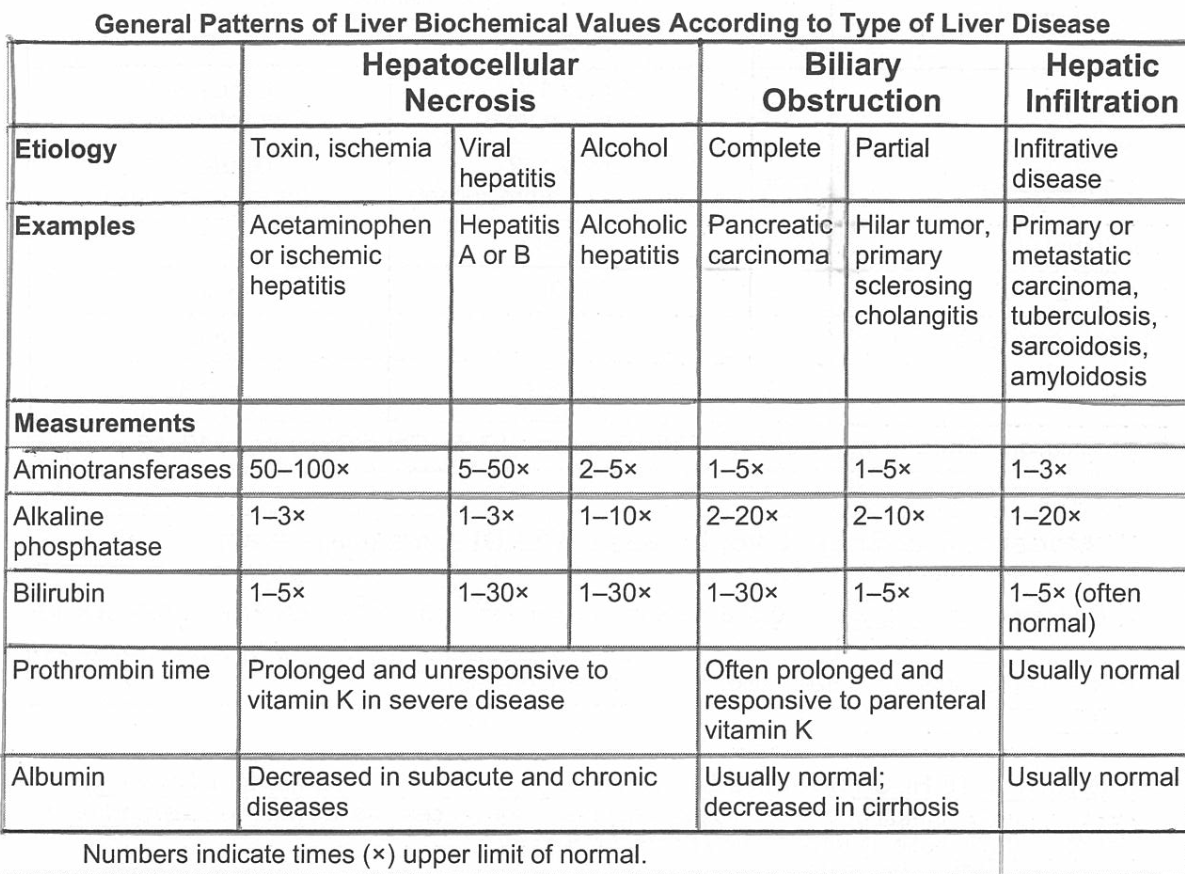 General Patterns of Liver Biochemical Values According to Type of Liver Disease
Hepatocellular Necrosis Biliary Obstruction Hepatic Infiltration
Etiology Toxin, ischemia Viral hepatitis Alcohol Complete Partial Infitrative disease
Examples Acetaminophen or ischemic hepatitis Hepatitis A or B Alcoholic hepatitis Pancreatic carcinoma Hilar tumor, primary sclerosing cholangitis Primary or metastatic carcinoma, tuberculosis, sarcoidosis, amyloidosis
Measurements
Aminotransferases 50–100× 5–50× 2–5× 1–5× 1–5× 1–3×
Alkaline phosphatase 1–3× 1–3× 1–10× 2–20× 2–10× 1–20×
Bilirubin 1–5× 1–30× 1–30× 1–30× 1–5× 1–5× (often normal)
Prothrombin time Prolonged and unresponsive to vitamin K in severe disease Often prolonged and responsive to parenteral vitamin K Usually normal
Albumin Decreased in subacute and chronic diseases Usually normal; decreased in cirrhosis Usually normal
Numbers indicate times (×) upper limit of normal.